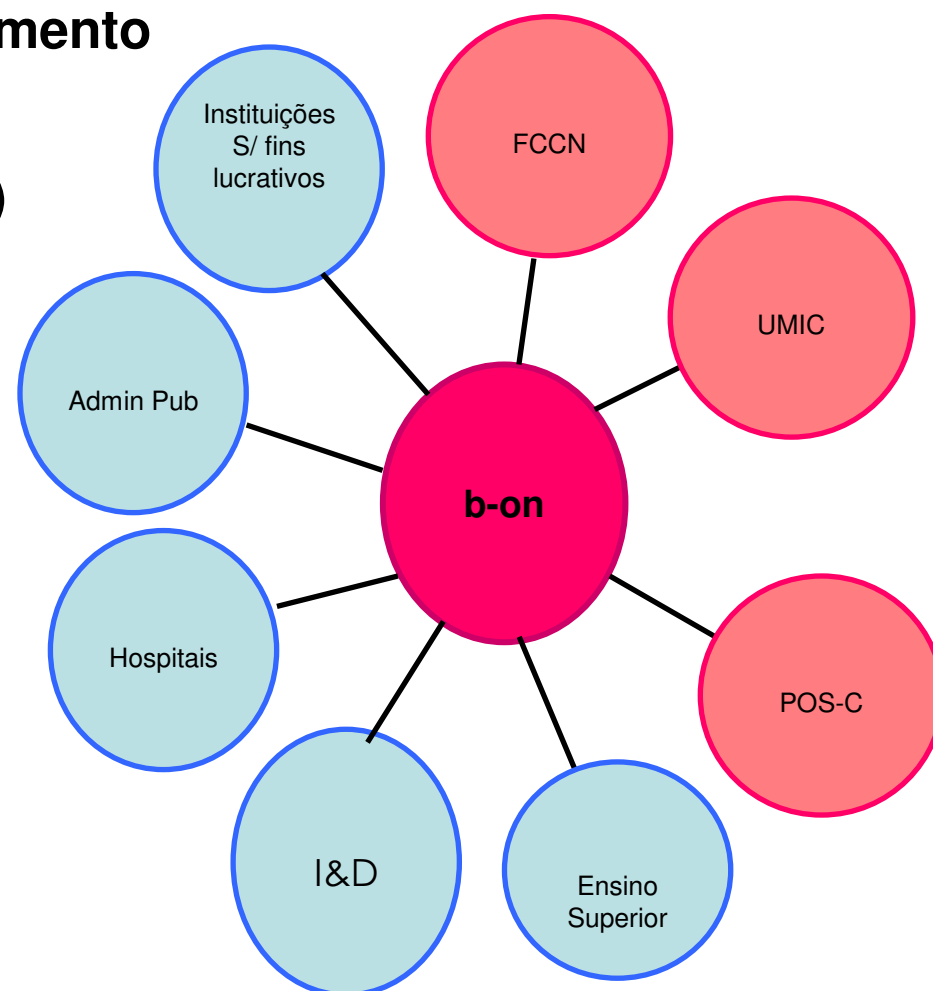 mento
)
Instituições
S/ fins
lucrativos
FCCN
UMIC
Admin Pub
b-on
Hospitais
POS-C
I&D
Ensino
Superior